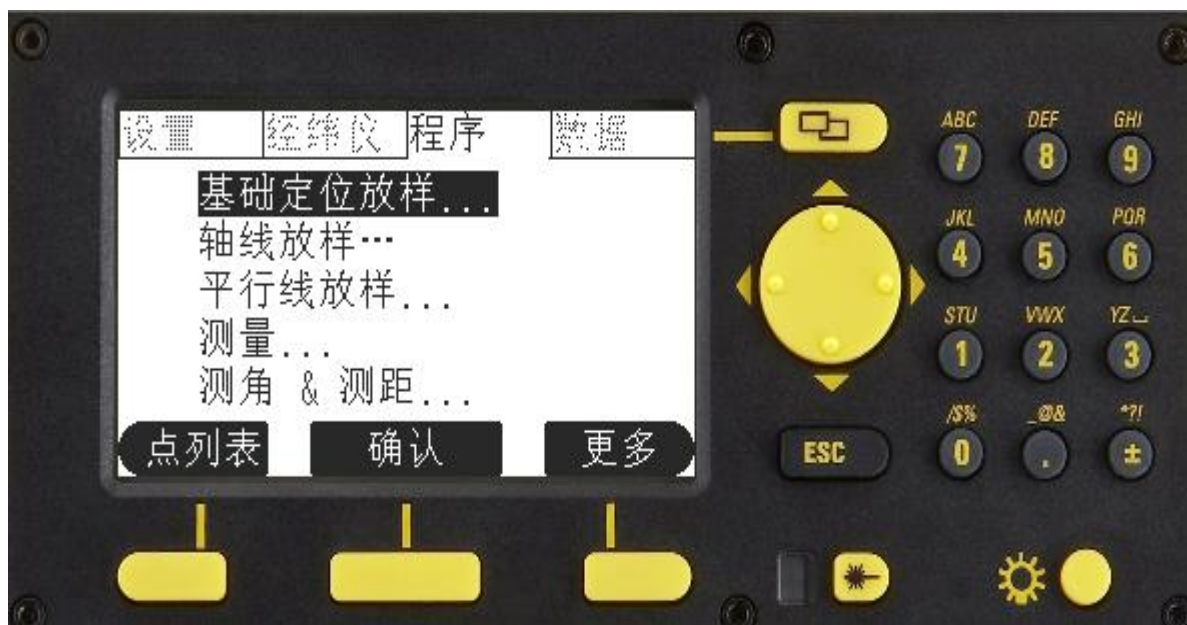 设置 经纬仪 程序 数据
基础定位放样...
轴线放样…
平行线放样...
测量...
测角 & 测距...
点列表 确认 更多
ABC DEF GHI
7 8 9
JKL MNO PQR
4 5 6
STU VWX YZ⎵
1 2 3
/$% _@& *?!
ESC 0 . ±